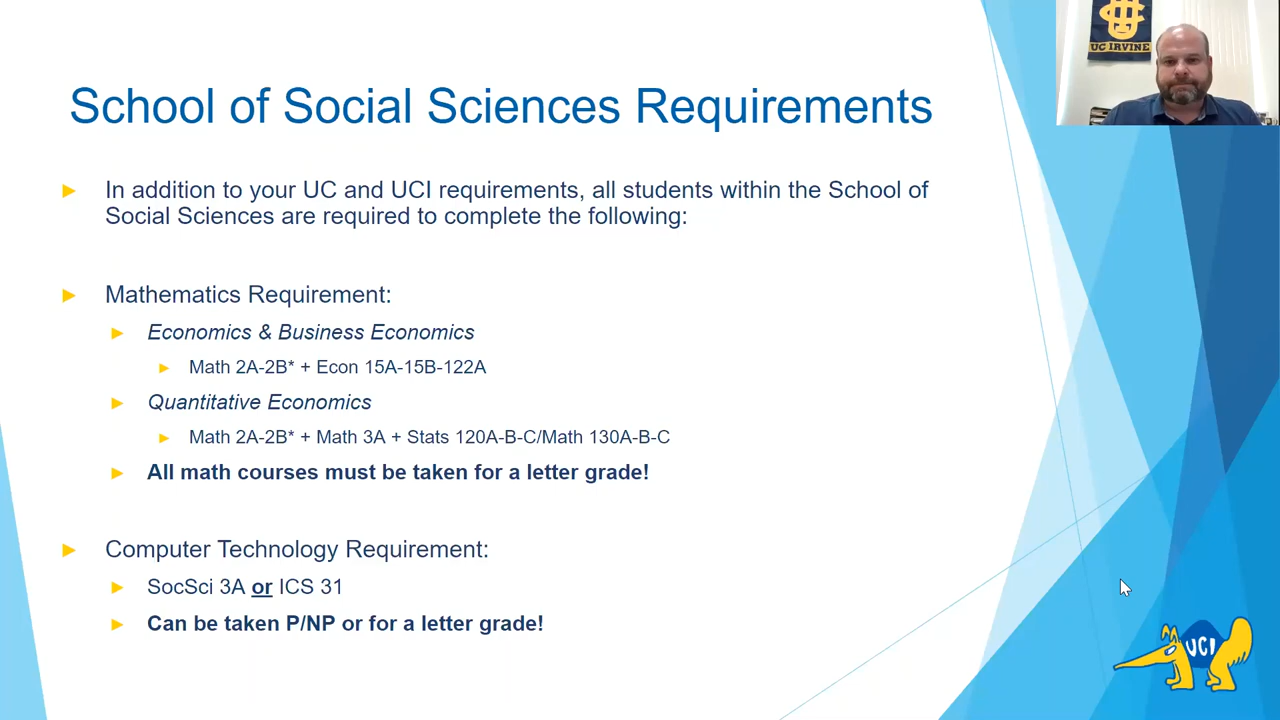 UC IRVINE
School of Social Sciences Requirements
In addition to your UC and UCI requirements, all students within the School of
Social Sciences are required to complete the following:
Mathematics Requirement:
Economics & Business Economics
Math 2A-2B* + Econ 15A-15B-122A
Quantitative Economics
Math 2A-2B* + Math 3A + Stats 120A-B-C/Math 130A-B-C
All math courses must be taken for a letter grade!
Computer Technology Requirement:
SocSci 3A or ICS 31
Can be taken P/NP or for a letter grade!
UCI